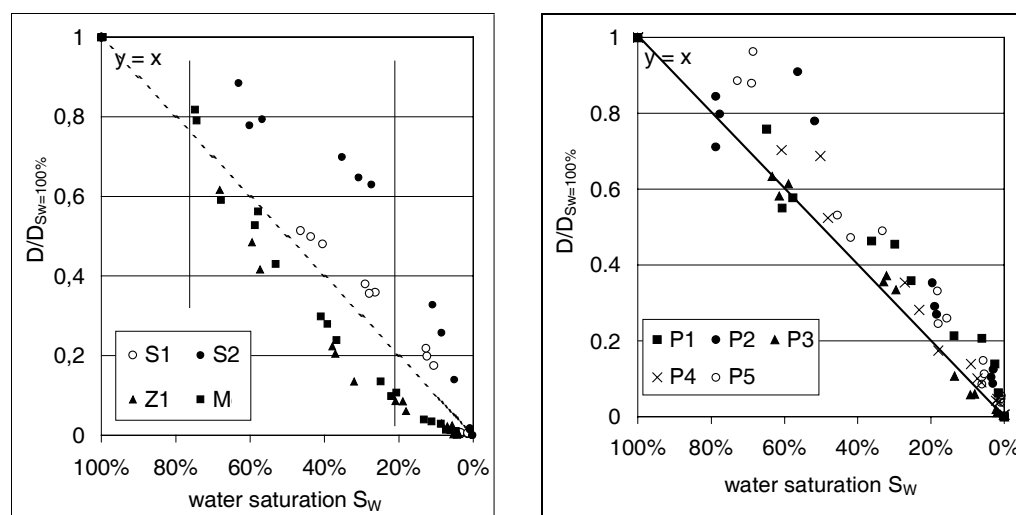 1
y = x
0,8
0,6
0,4
0,2
0
D/DSw=100%
S1 S2
Z1 M
100% 80% 60% 40% 20% 0%
water saturation SW
1
y = x
0,8
0,6
0,4
0,2
0
D/DSw=100%
P1 P2 P3
P4 P5
100% 80% 60% 40% 20% 0%
water saturation SW